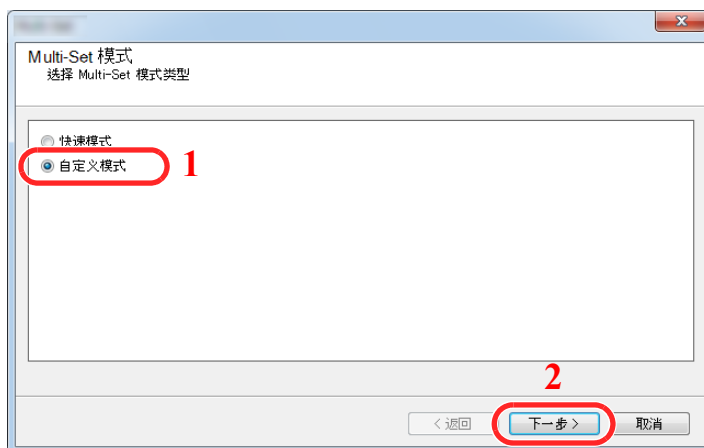 Multi-Set 模式
选择 Multi-Set 模式类型
快速模式
自定义模式 1
2
< 返回 下一步 > 取消